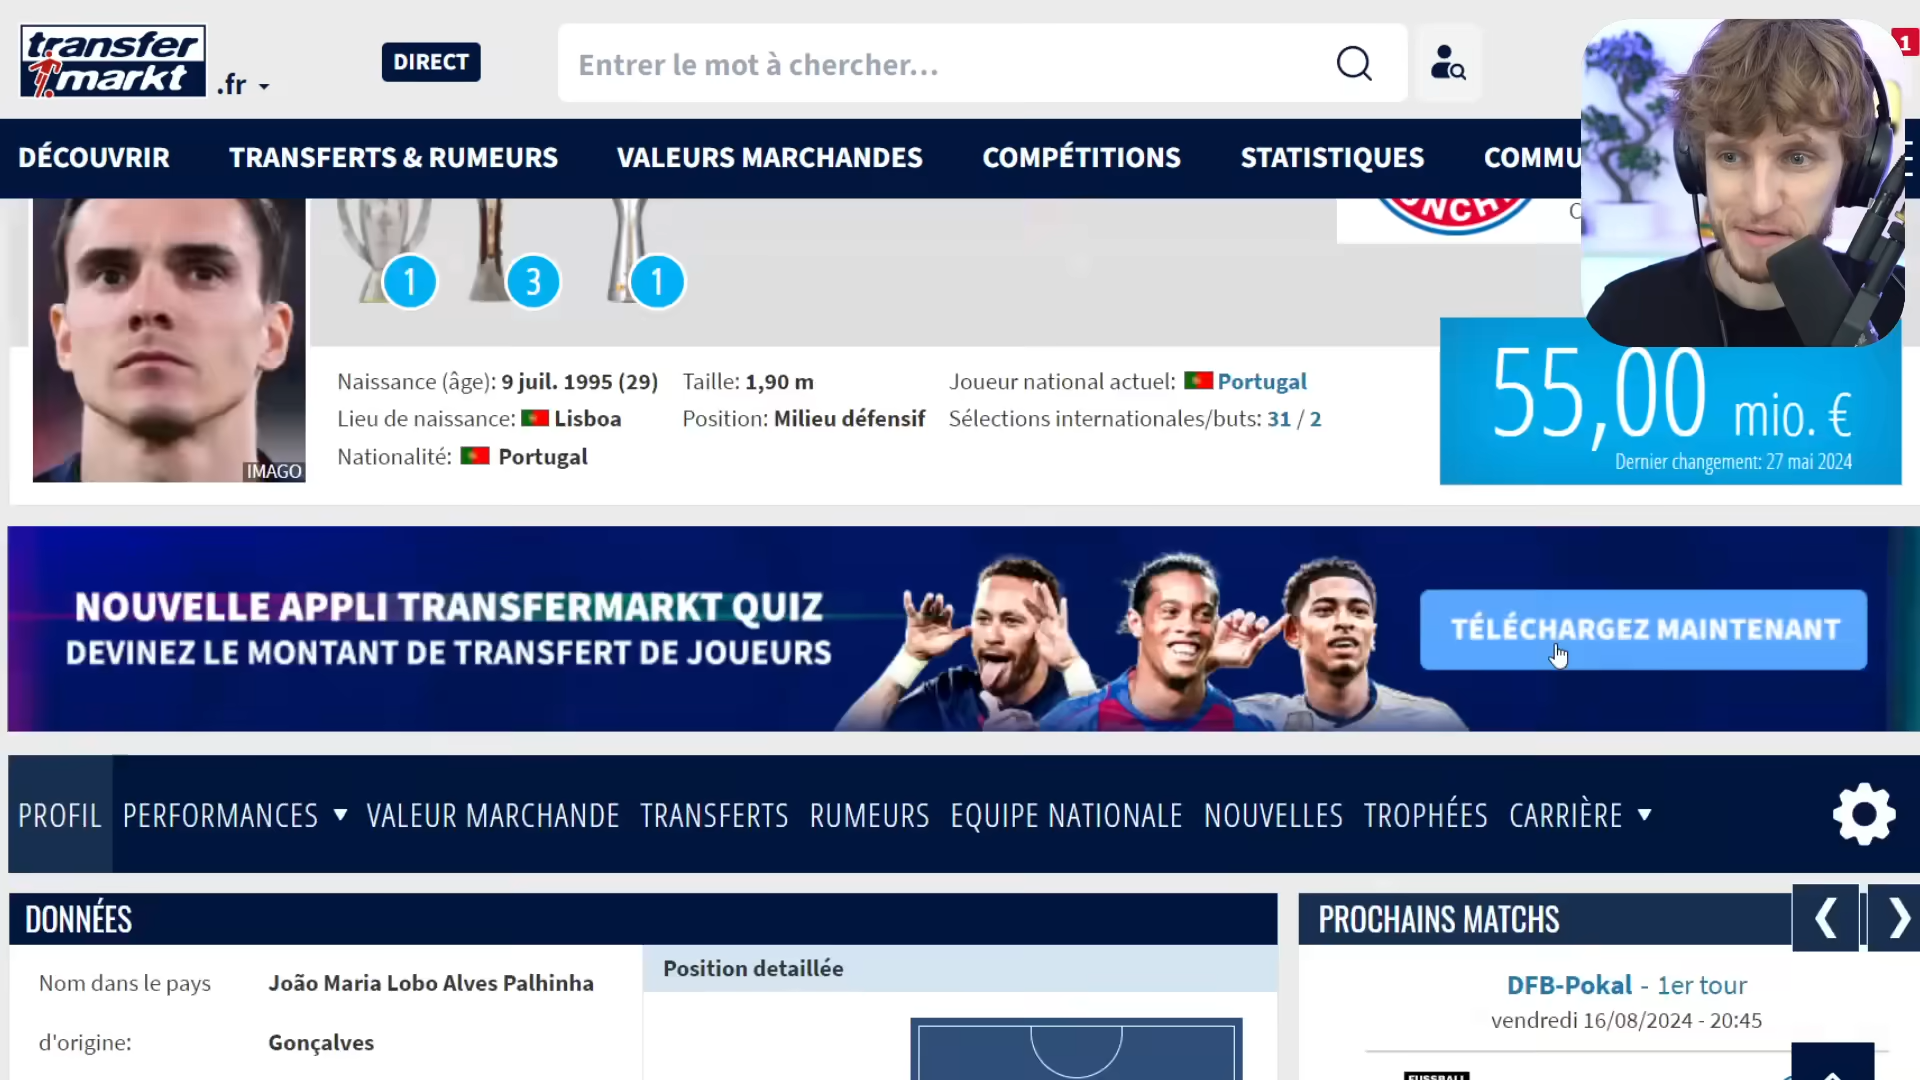 transfer
markt
.fr
DIRECT
Entrer le mot à chercher...
1
DÉCOUVRIR
TRANSFERTS & RUMEURS
VALEURS MARCHANDES
COMPÉTITIONS
STATISTIQUES
COMMU
1
3
1
IMAGO
Naissance (âge): 9 juil. 1995 (29)
Lieu de naissance: Lisboa
Nationalité: Portugal
Taille: 1,90 m
Position: Milieu défensif
Joueur national actuel: Portugal
Sélections internationales/buts: 31 / 2
55,00 mio. €
Dernier changement: 27 mai 2024
NOUVELLE APPLI TRANSFERMARKT QUIZ
DEVINEZ LE MONTANT DE TRANSFERT DE JOUEURS
TÉLÉCHARGEZ MAINTENANT
PROFIL
PERFORMANCES
VALEUR MARCHANDE
TRANSFERTS
RUMEURS
EQUIPE NATIONALE
NOUVELLES
TROPHÉES
CARRIÈRE
DONNÉES
Nom dans le pays
d'origine:
João Maria Lobo Alves Palhinha
Gonçalves
Position detaillée
PROCHAINS MATCHS
DFB-Pokal - 1er tour
vendredi 16/08/2024 - 20:45